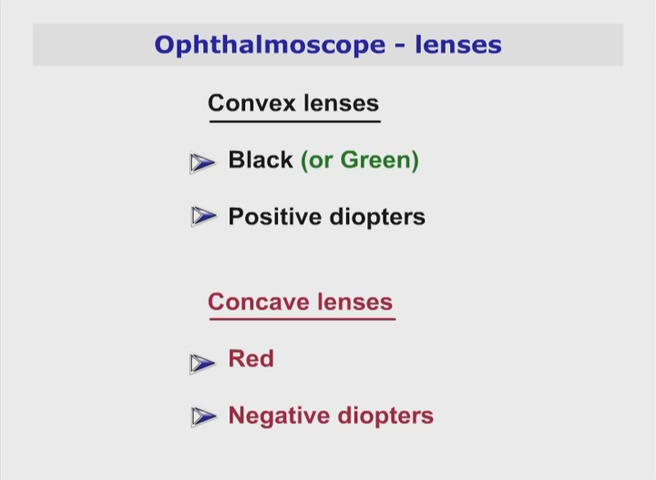 Ophthalmoscope - lenses
Convex lenses
Black (or Green)
Positive diopters
Concave lenses
Red
Negative diopters